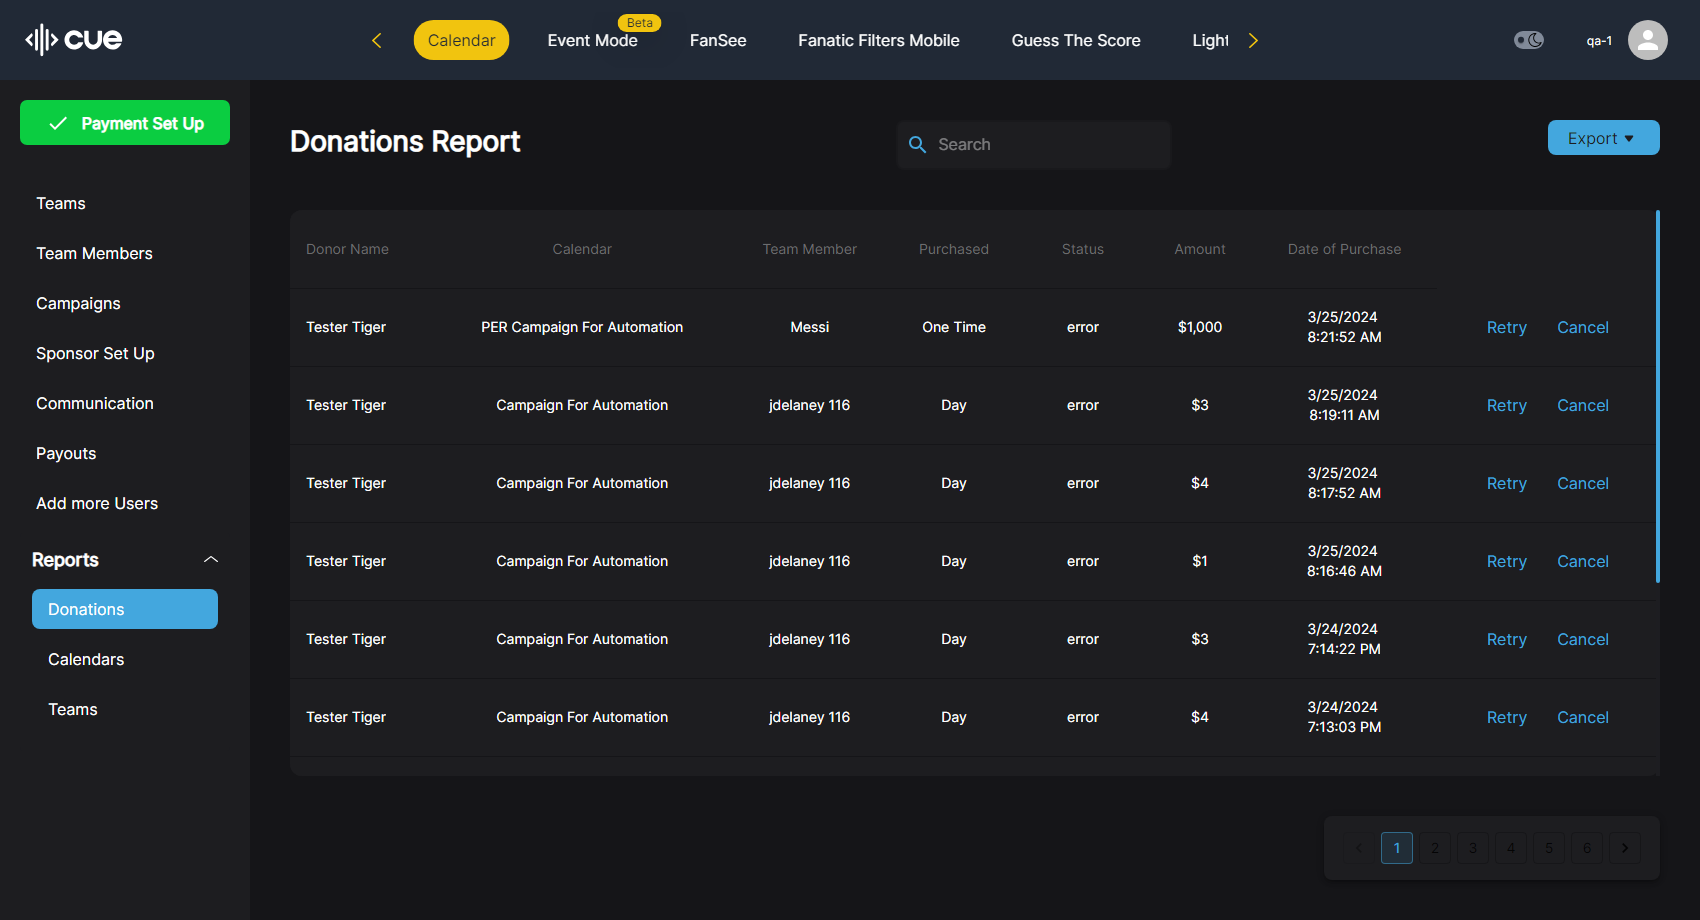 cue
Calendar
Event Mode
Beta
FanSee
Fanatic Filters Mobile
Guess The Score
Light
qa-1
Payment Set Up
Teams
Team Members
Campaigns
Sponsor Set Up
Communication
Payouts
Add more Users
Reports
Donations
Calendars
Teams
Donations Report
Search
Export
Donor Name Calendar Team Member Purchased Status Amount Date of Purchase
Tester Tiger PER Campaign For Automation Messi One Time error $1,000 3/25/2024
8:21:52 AM
Retry Cancel
Tester Tiger Campaign For Automation jdelaney 116 Day error $3 3/25/2024
8:19:11 AM
Retry Cancel
Tester Tiger Campaign For Automation jdelaney 116 Day error $4 3/25/2024
8:17:52 AM
Retry Cancel
Tester Tiger Campaign For Automation jdelaney 116 Day error $1 3/25/2024
8:16:46 AM
Retry Cancel
Tester Tiger Campaign For Automation jdelaney 116 Day error $3 3/24/2024
7:14:22 PM
Retry Cancel
Tester Tiger Campaign For Automation jdelaney 116 Day error $4 3/24/2024
7:13:03 PM
Retry Cancel
1 2 3 4 5 6